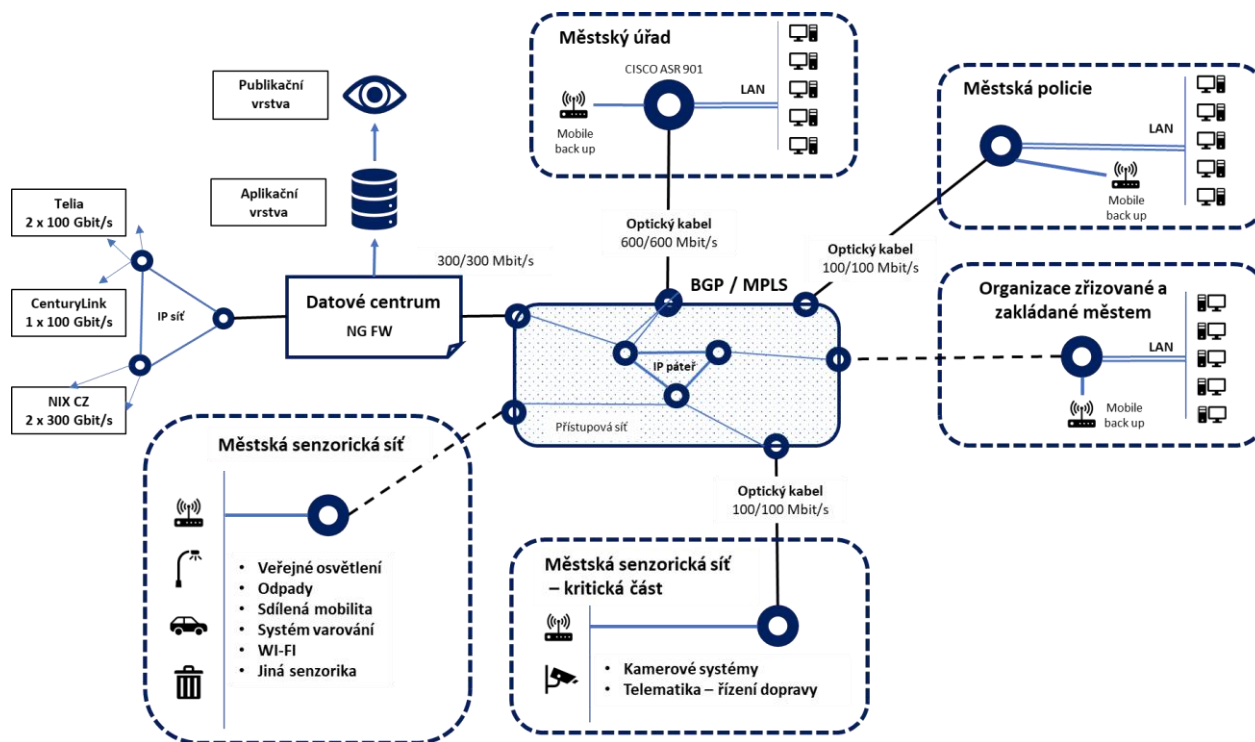 Městský úřad
CISCO ASR 901
LAN
Mobile
back up
Publikační
vrstva
Aplikační
vrstva
Městská policie
LAN
Mobile
back up
Telia
2 x 100 Gbit/s
CenturyLink
1 x 100 Gbit/s
NIX CZ
2 x 300 Gbit/s
IP síť
Datové centrum
NG FW
300/300 Mbit/s
Optický kabel
600/600 Mbit/s
Optický kabel
100/100 Mbit/s
BGP / MPLS
IP páteř
Přístupová síť
Organizace zřizované a
zakládané městem
LAN
Mobile
back up
Městská senzorická síť
• Veřejné osvětlení
• Odpady
• Sdílená mobilita
• Systém varování
• WI-FI
• Jiná senzorika
Optický kabel
100/100 Mbit/s
Městská senzorická síť
– kritická část
• Kamerové systémy
• Telematika – řízení dopravy